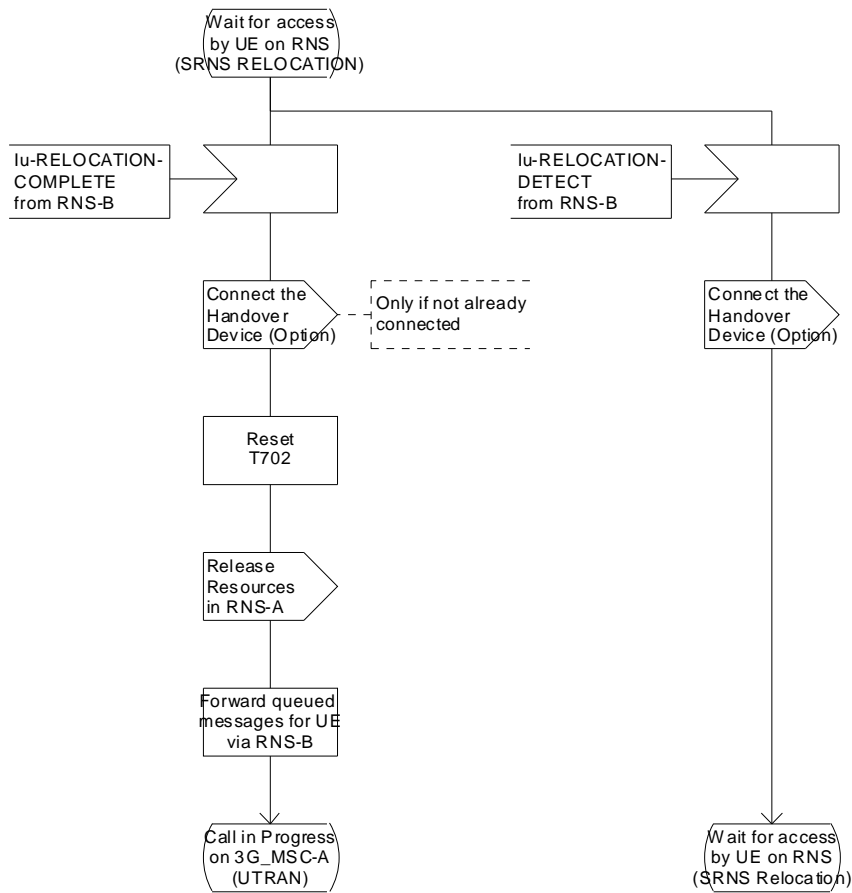 Wait for access
by UE on RNS
(SRNS RELOCATION)
Iu-RELOCATION-
COMPLETE
from RNS-B
Iu-RELOCATION-
DETECT
from RNS-B
Connect the
Handover
Device (Option)
Only if not already
connected
Connect the
Handover
Device (Option)
Reset
T702
Release
Resources
in RNS-A
Forward queued
messages for UE
via RNS-B
Call in Progress
on 3G_MSC-A
(UTRAN)
Wait for access
by UE on RNS
(SRNS Relocation)